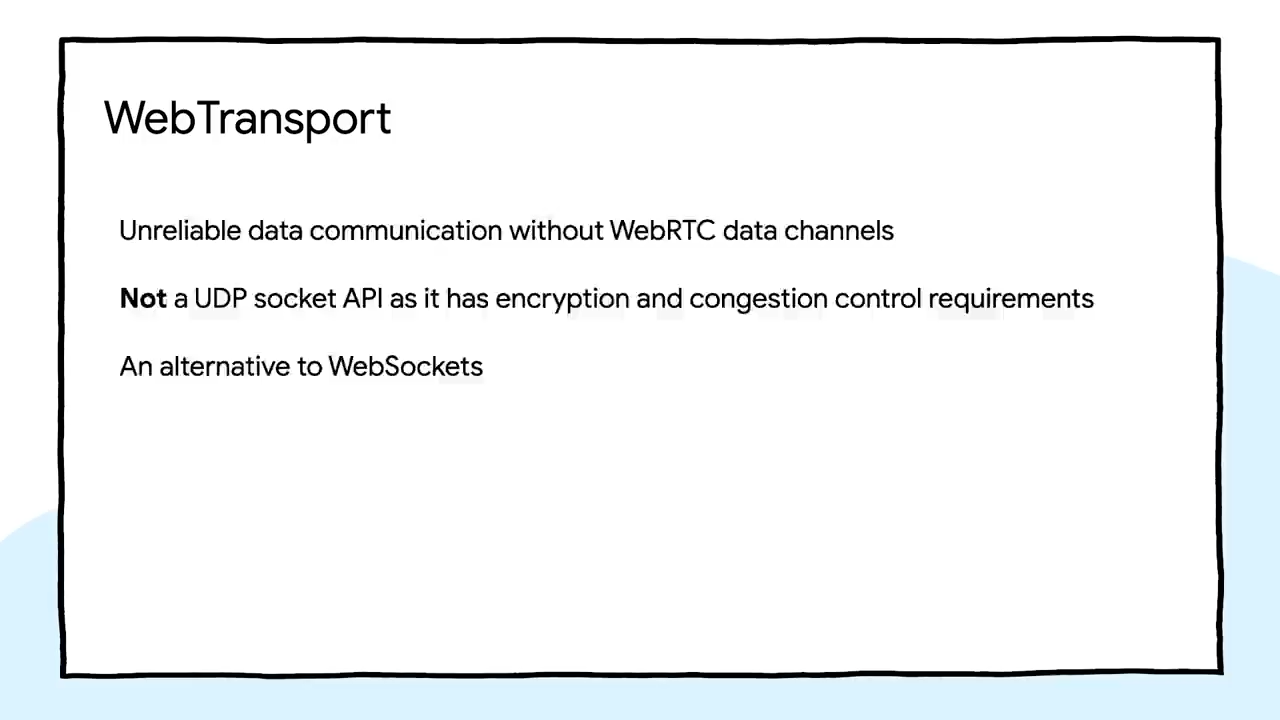 WebTransport
Unreliable data communication without WebRTC data channels
Not a UDP socket API as it has encryption and congestion control requirements
An alternative to WebSockets